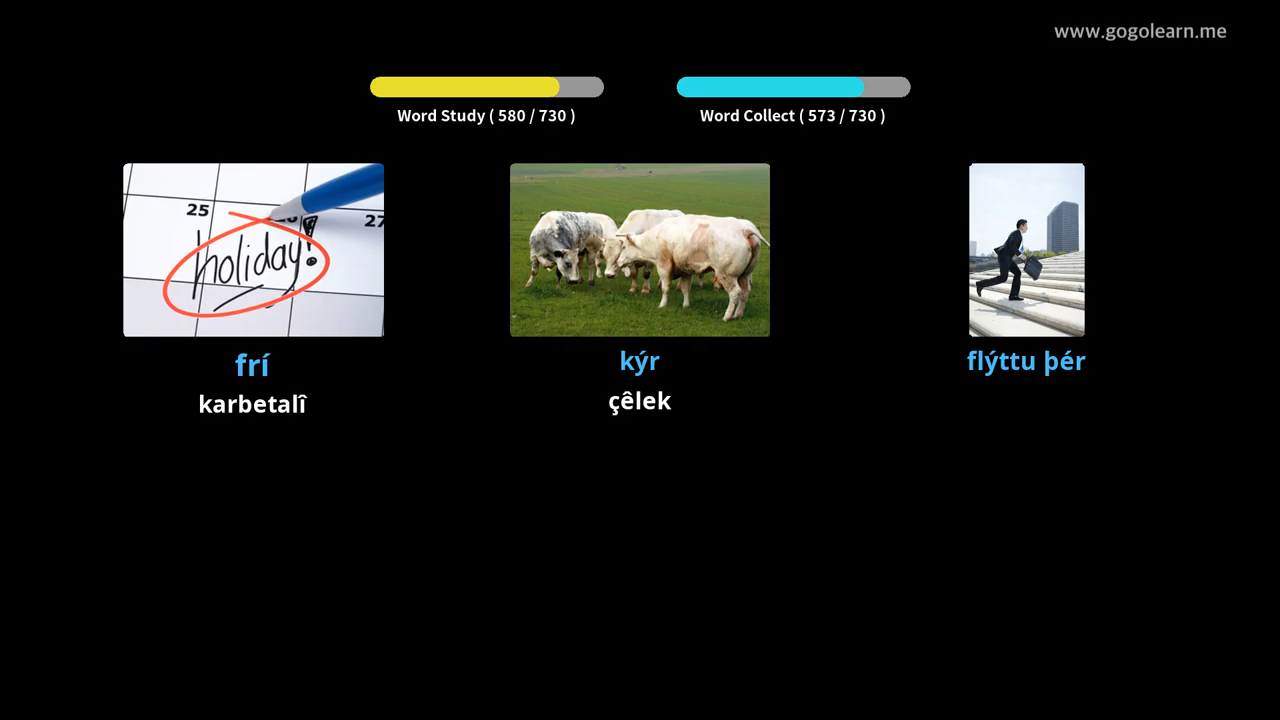 www.gogolearn.me
Word Study ( 580 / 730 )
Word Collect ( 573 / 730 )
25
27
holiday!
frí
karbetalî
kýr
çêlek
flýttu þér